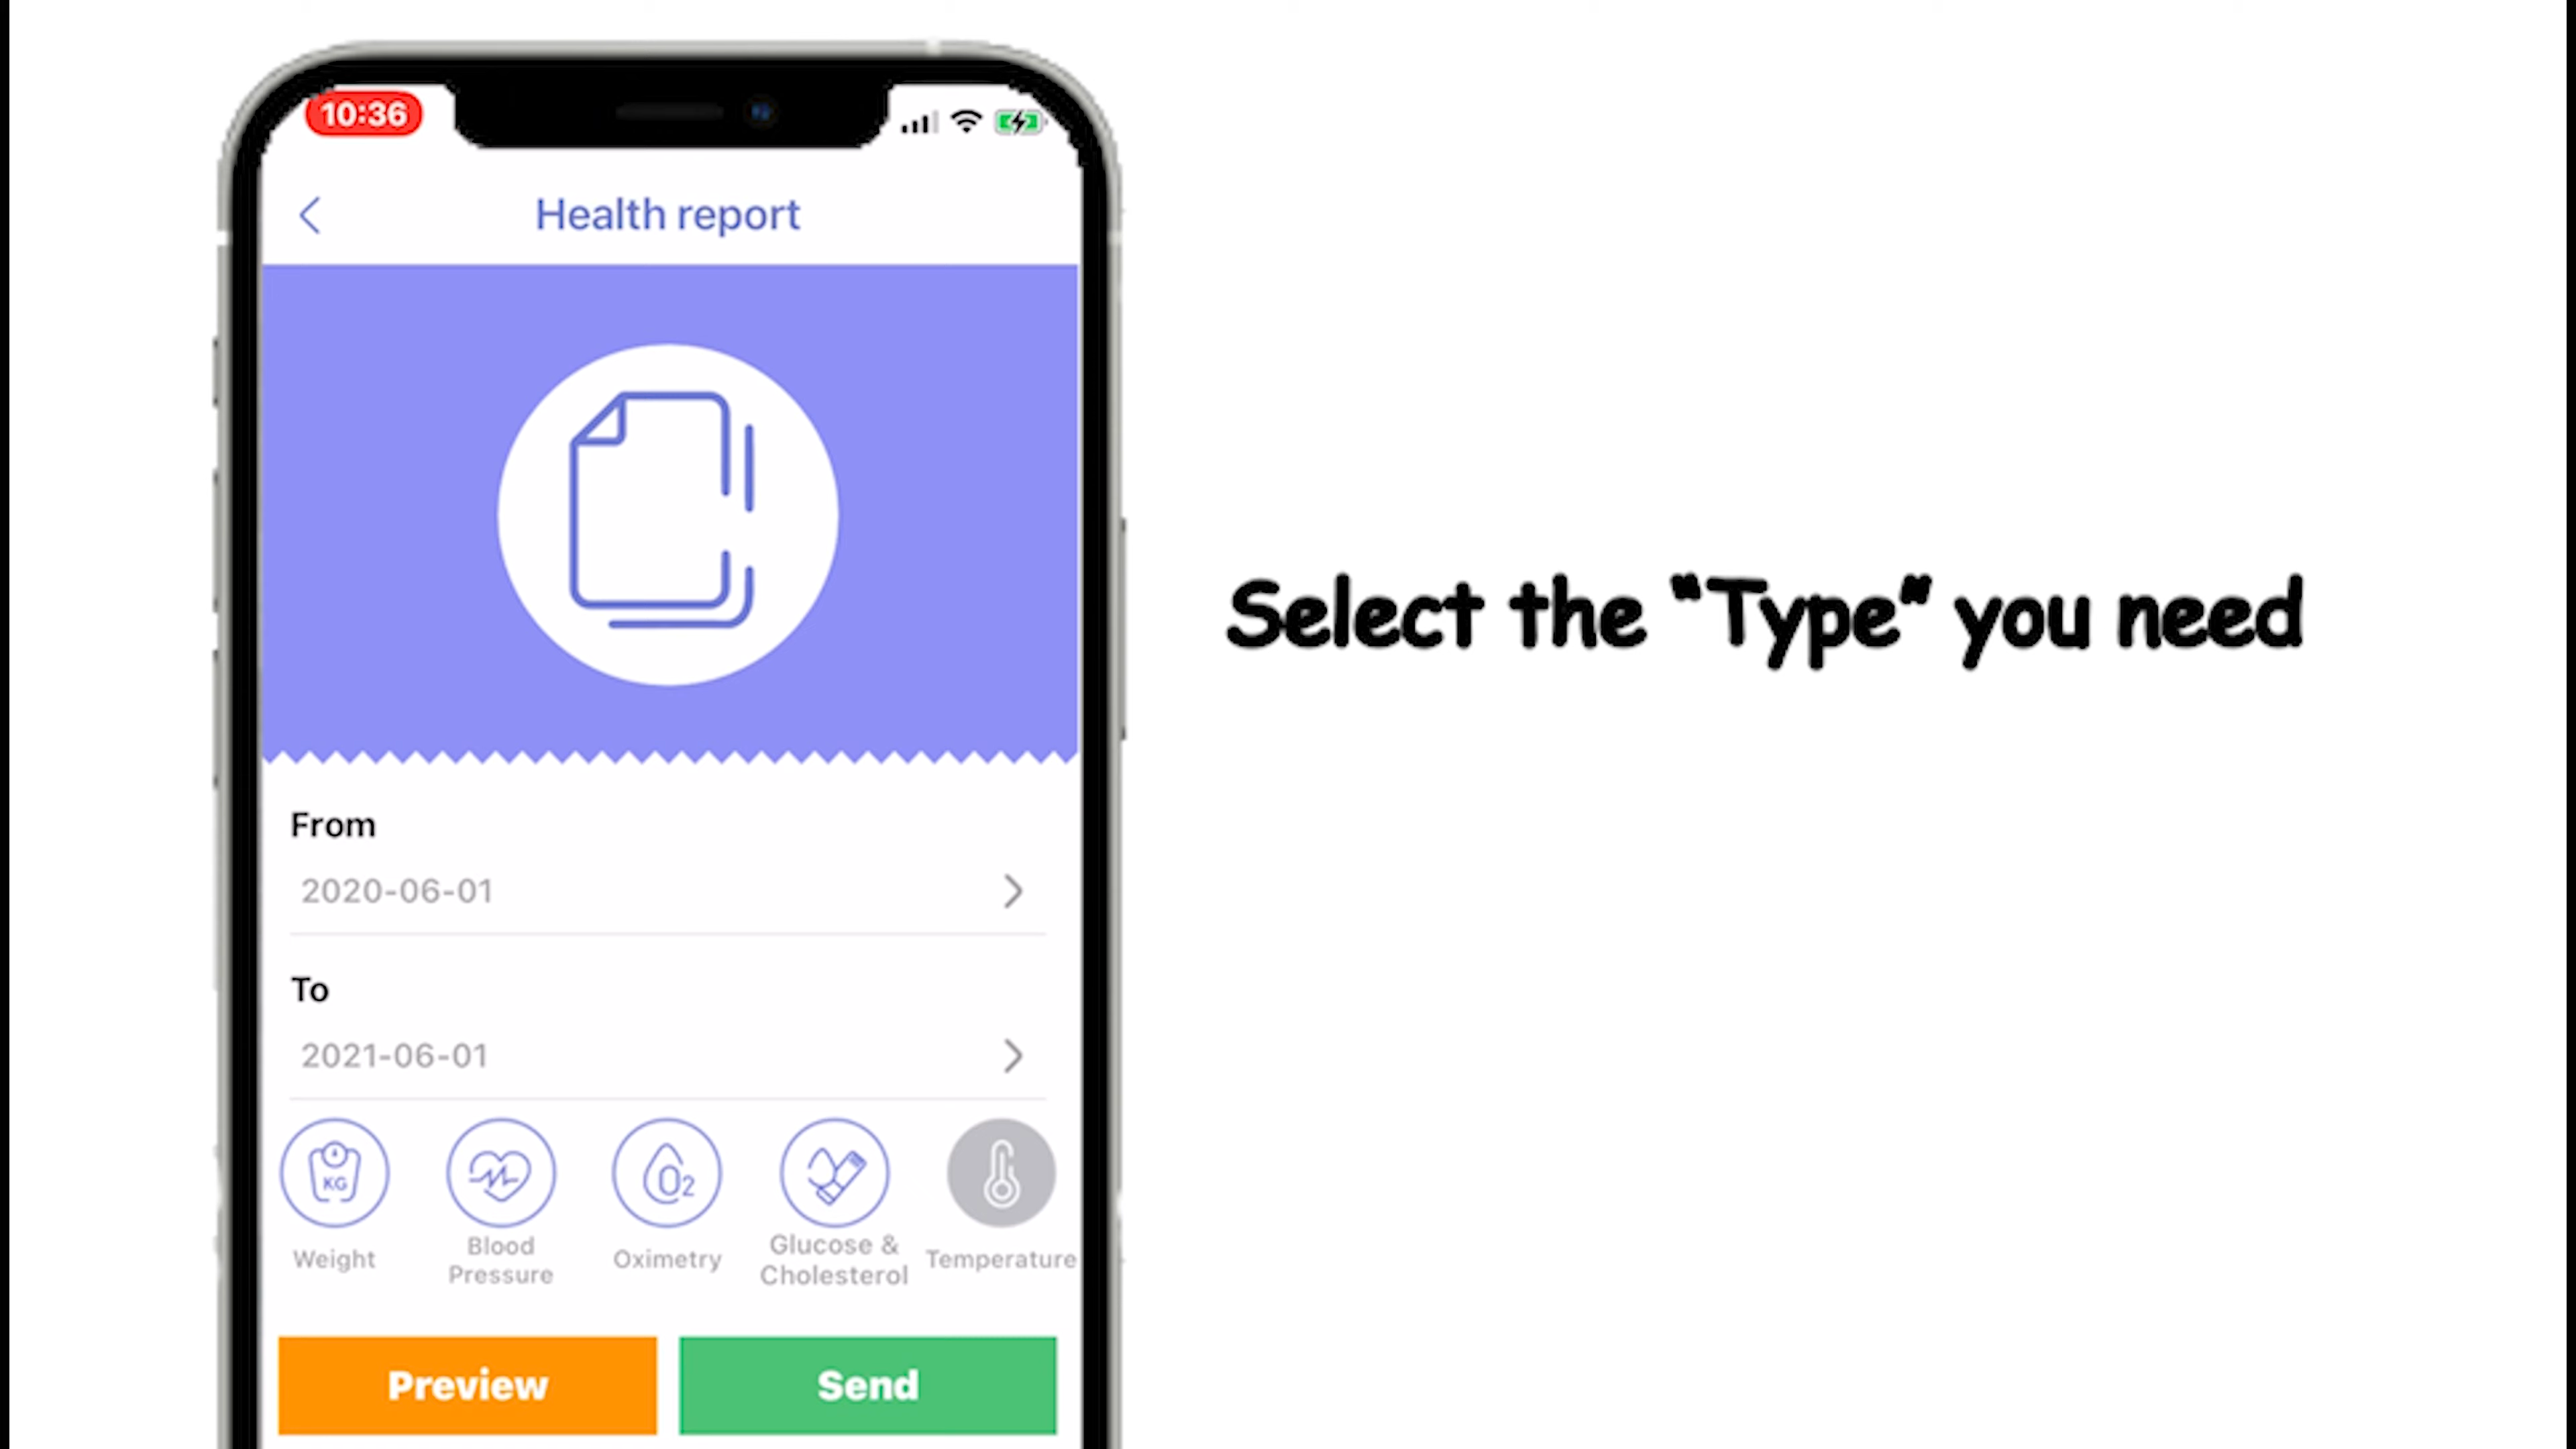 10:36
Health report
Select the “Type” you need
From
2020-06-01
To
2021-06-01
KG
O2
Weight
Blood
Pressure
Oximetry
Glucose &
Cholesterol
Temperature
Preview
Send